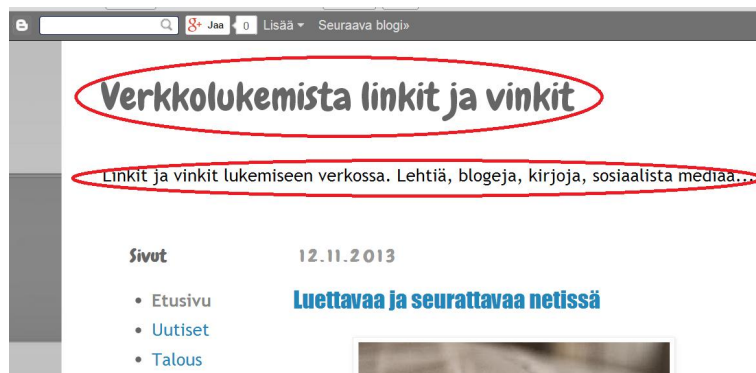 Jaa 0 Lisää Seuraava blogi»
Verkkolukemista linkit ja vinkit
Linkit ja vinkit lukemiseen verkossa. Lehtiä, blogeja, kirjoja, sosiaalista mediaa...
Sivut
12.11.2013
Etusivu
Luettavaa ja seurattavaa netissä
Uutiset
Talous